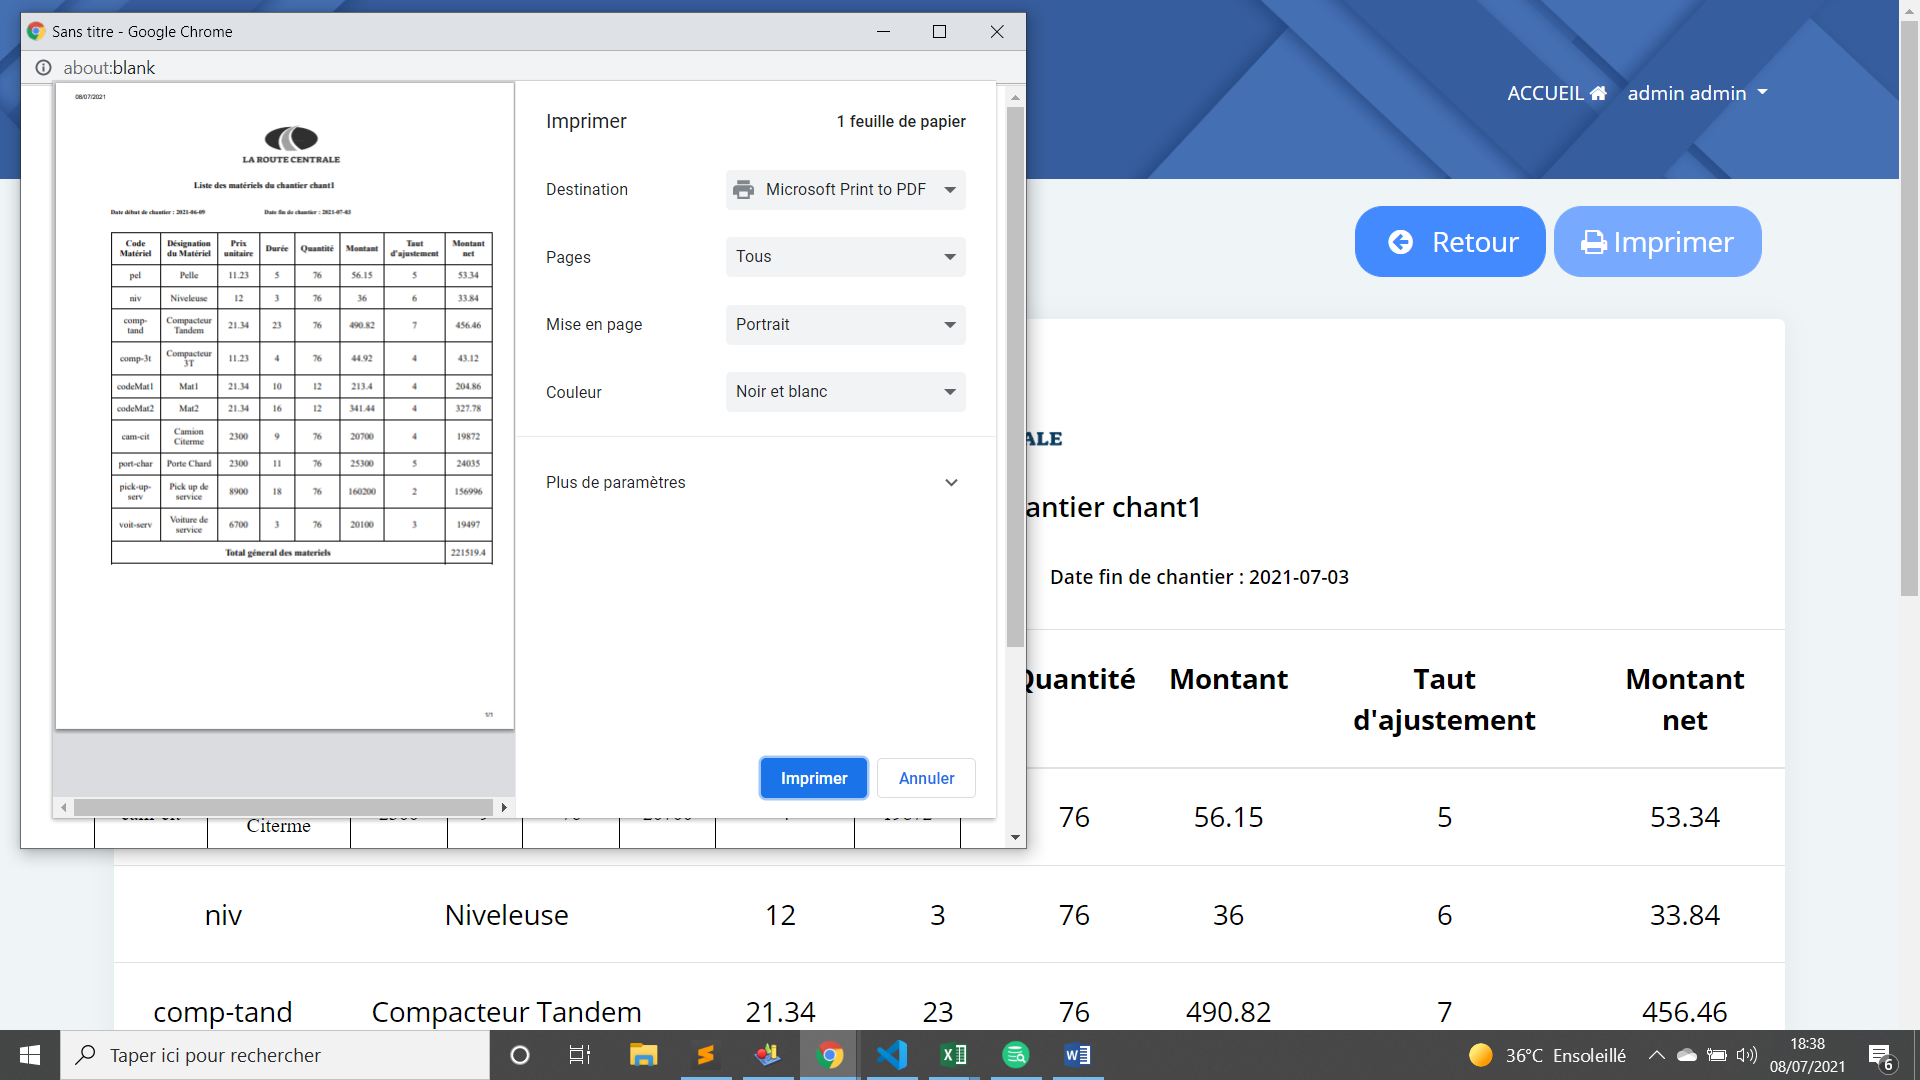 Sans titre - Google Chrome
about:blank
08/07/2021
LA ROUTE CENTRALE
Liste des matériels du chantier chant1
Date début de chantier : 2021-06-09 Date fin de chantier : 2021-07-03
Code Matériel Désignation du Matériel Prix unitaire Durée Quantité Montant Taut d'ajustement Montant net
pel Pelle 11.23 5 76 56.15 5 53.34
niv Niveleuse 12 3 76 36 6 33.84
comp-tand Compacteur Tandem 21.34 23 76 490.82 7 456.46
comp-3t Compacteur 3T 11.23 4 76 44.92 4 43.12
codeMat1 Mat1 21.34 10 12 213.4 4 204.86
codeMat2 Mat2 21.34 16 12 341.44 4 327.78
cam-cit Camion Citerme 2300 9 76 20700 4 19872
port-char Porte Chard 2300 11 76 25300 5 24035
pick-up-serv Pick up de service 8900 18 76 160200 2 156996
voit-serv Voiture de service 6700 3 76 20100 3 19497
Total géneral des materiels 221519.4
1/1
Imprimer 1 feuille de papier
Destination Microsoft Print to PDF
Pages Tous
Mise en page Portrait
Couleur Noir et blanc
Plus de paramètres
Imprimer Annuler
Citerme
ACCUEIL admin admin
Retour Imprimer
ALE
antier chant1
Date fin de chantier : 2021-07-03
Quantité Montant Taut d'ajustement Montant net
76 56.15 5 53.34
niv Niveleuse 12 3 76 36 6 33.84
comp-tand Compacteur Tandem 21.34 23 76 490.82 7 456.46
Taper ici pour rechercher
36°C Ensoleillé
18:38
08/07/2021
6